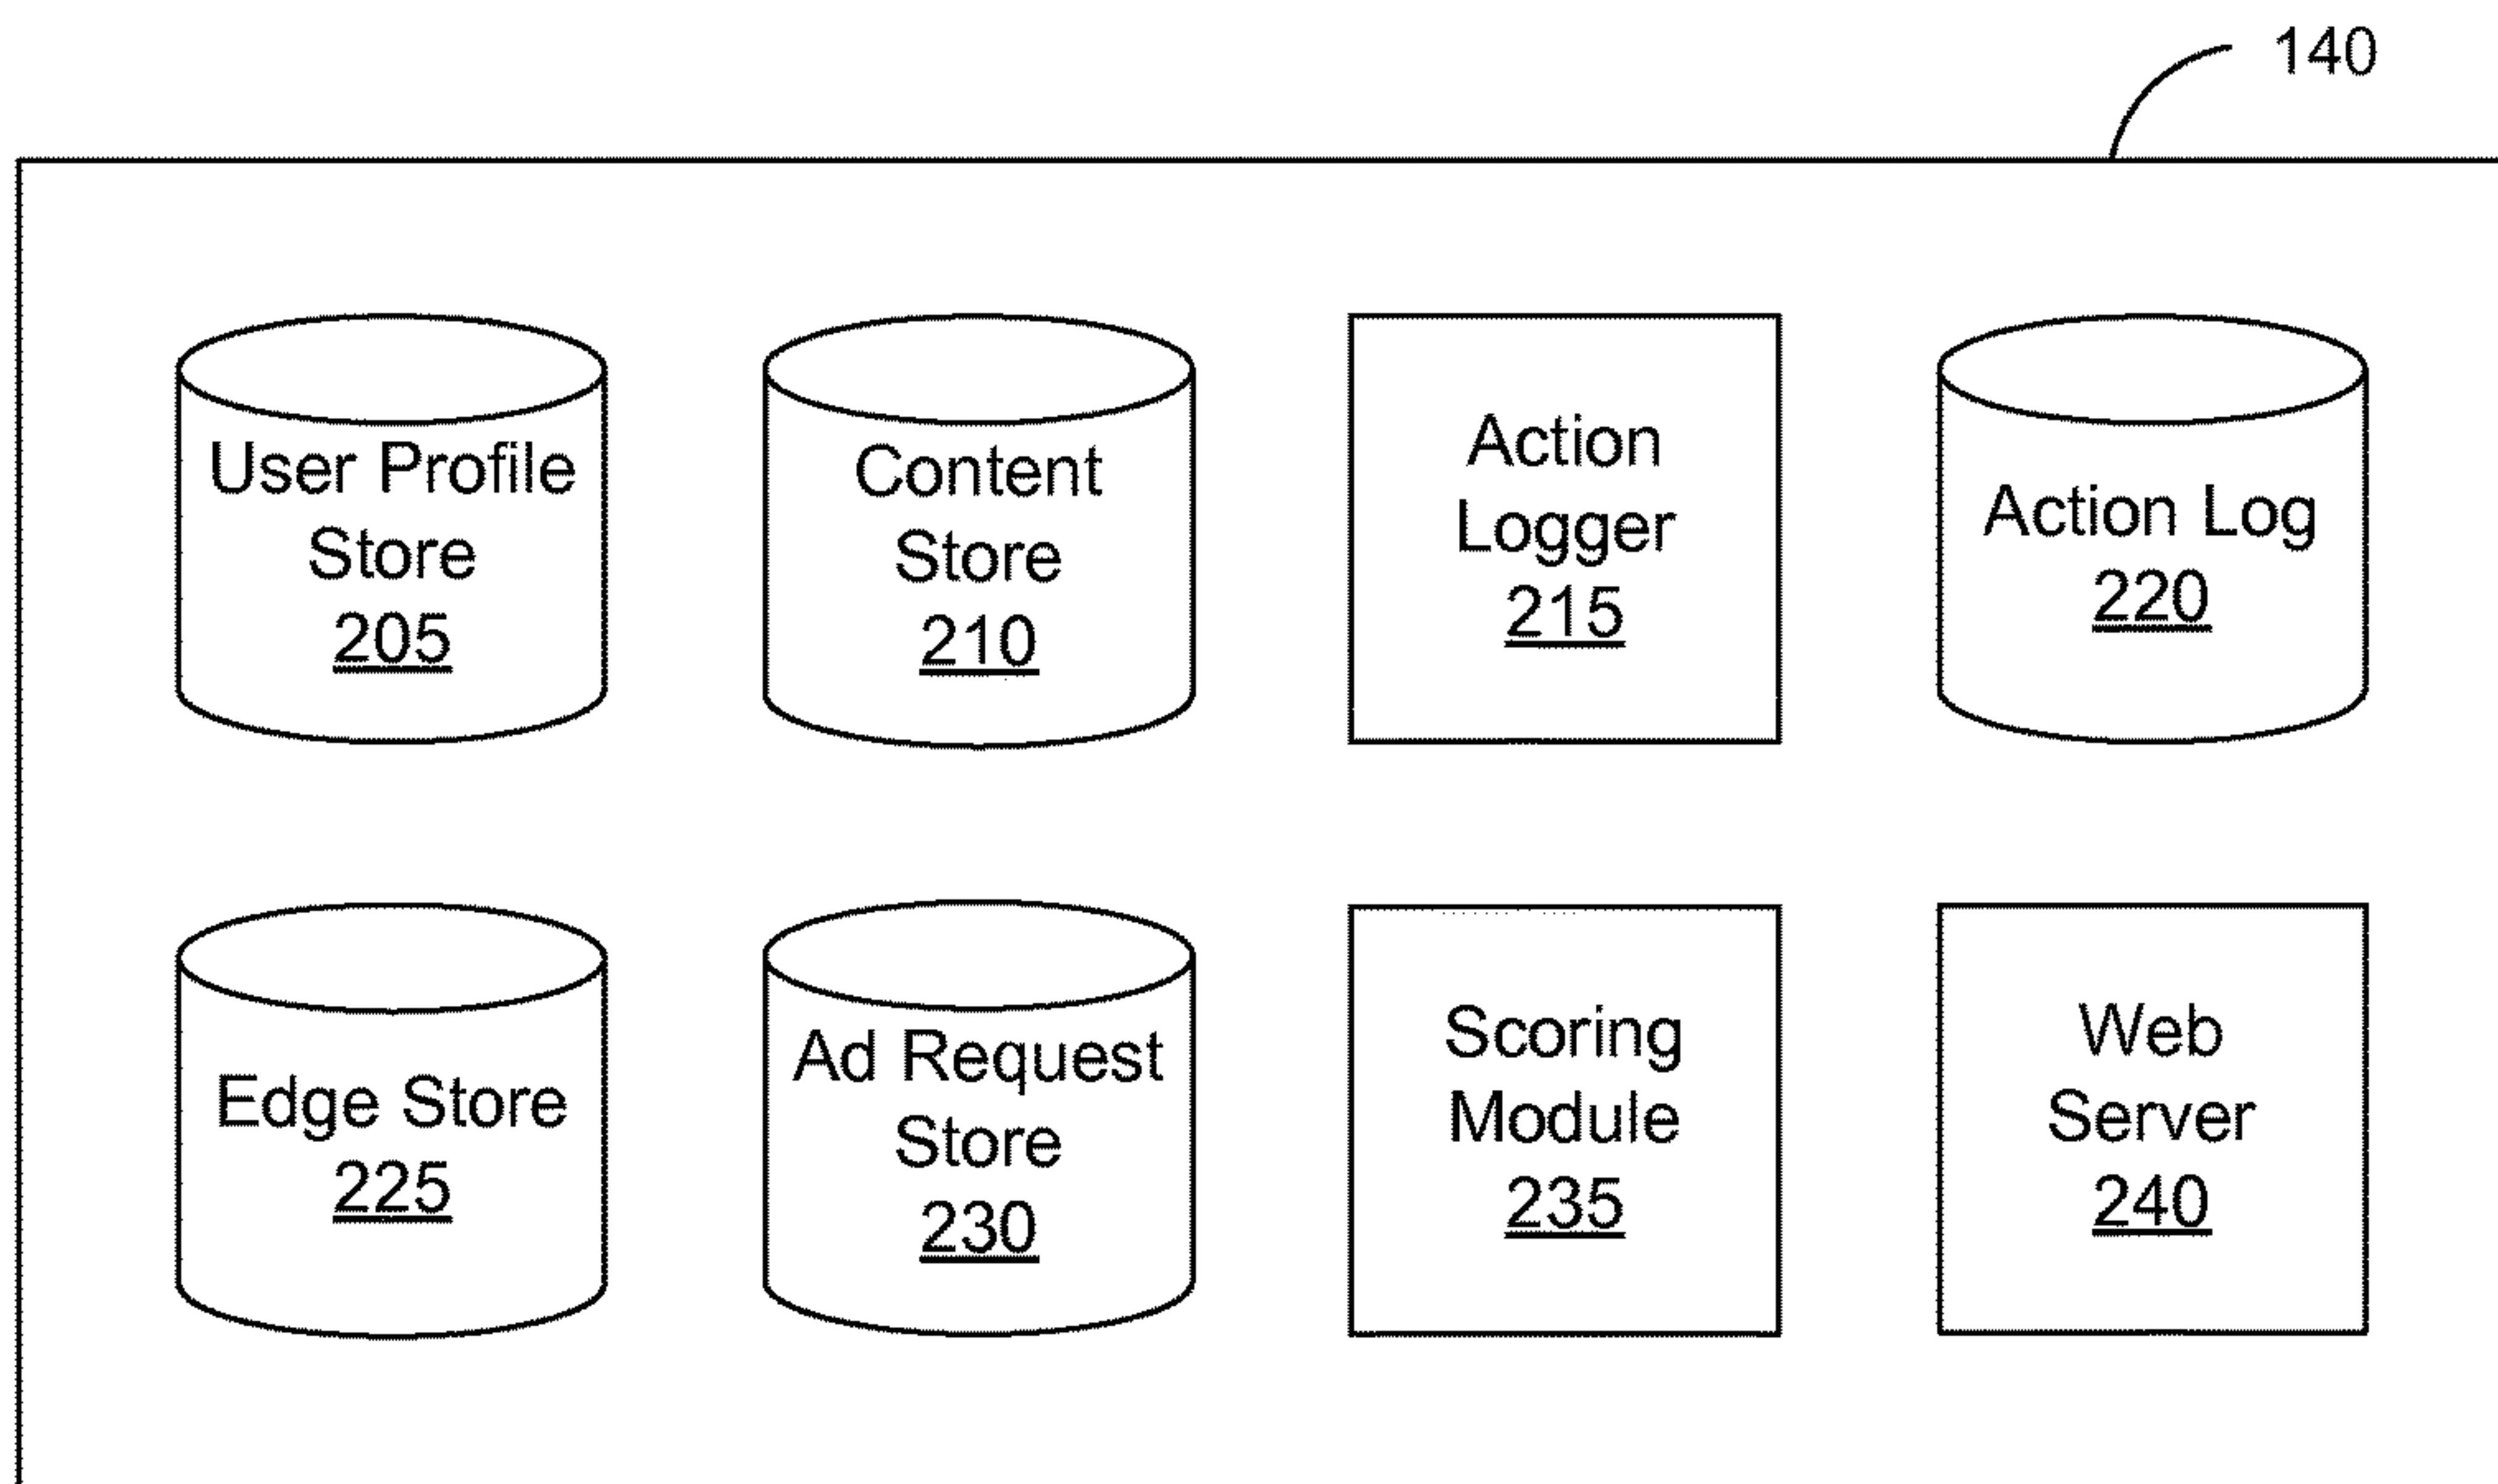 140
User Profile
Store
205
Content
Store
210
Action
Logger
215
Action Log
220
Edge Store
225
Ad Request
Store
230
Scoring
Module
235
Web
Server
240